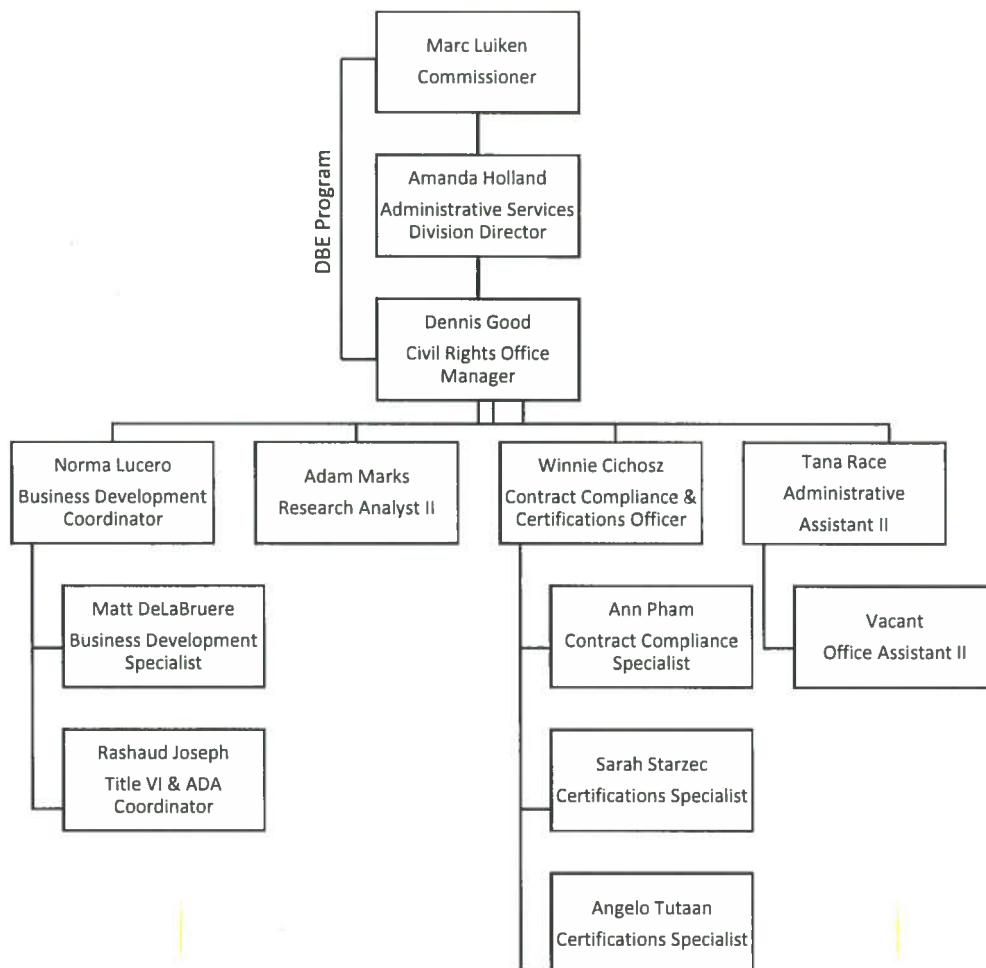 Marc Luiken
Commissioner
DBE Program
Amanda Holland
Administrative Services
Division Director
Dennis Good
Civil Rights Office
Manager
Norma Lucero
Business Development
Coordinator
Adam Marks
Research Analyst II
Winnie Cichosz
Contract Compliance &
Certifications Officer
Tana Race
Administrative
Assistant II
Matt DeLaBruere
Business Development
Specialist
Ann Pham
Contract Compliance
Specialist
Vacant
Office Assistant II
Rashaud Joseph
Title VI & ADA
Coordinator
Sarah Starzec
Certifications Specialist
Angelo Tutaan
Certifications Specialist